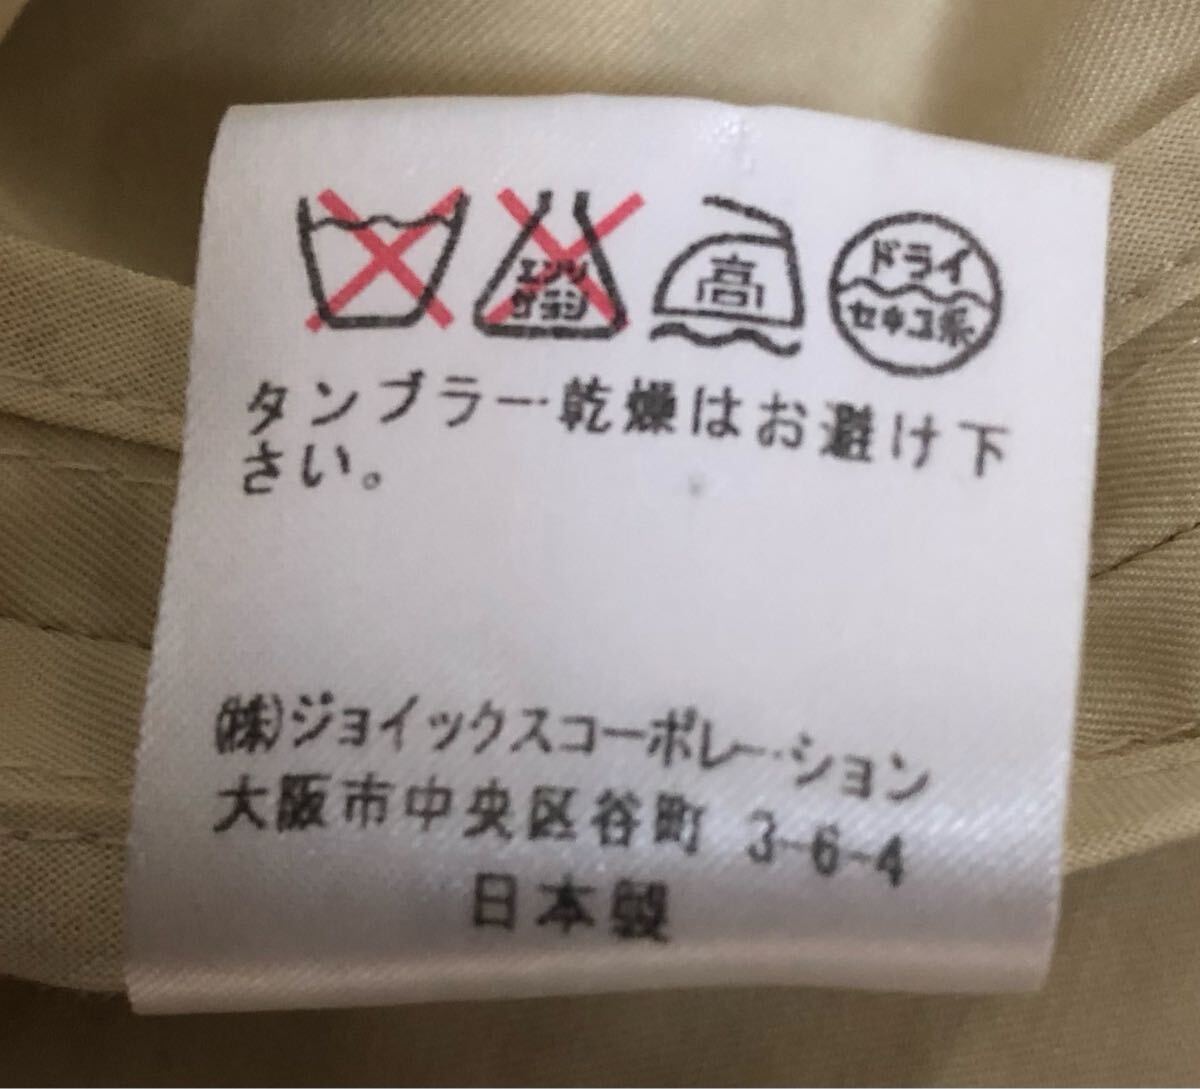 エンソ
サラシ
高
ドライ
セキユ系
タンブラー乾燥はお避け下
さい。
(株)ジョイックスコーポレーション
大阪市中央区谷町 3-6-4
日本製